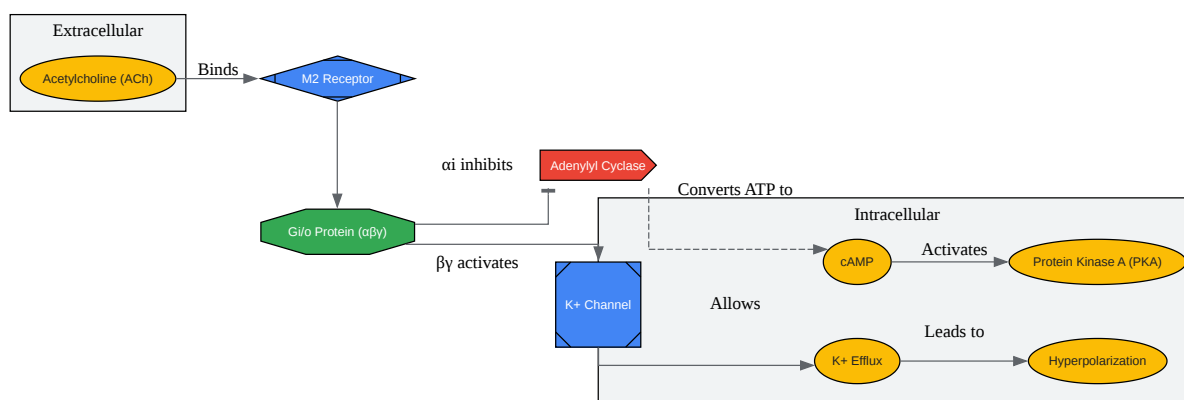 Extracellular
Acetylcholine (ACh)
Binds
M2 Receptor
αi inhibits
Adenylyl Cyclase
Converts ATP to
Gi/o Protein (αβγ)
βγ activates
Intracellular
cAMP
Activates
Protein Kinase A (PKA)
K+ Channel
Allows
K+ Efflux
Leads to
Hyperpolarization